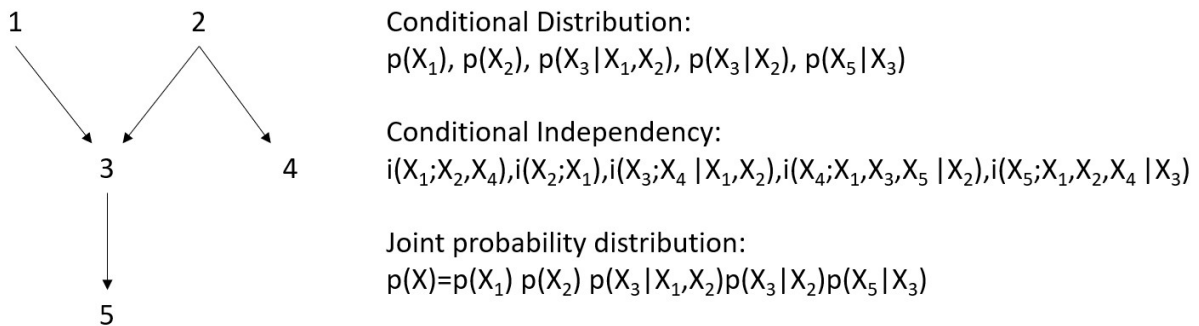 1
2
Conditional Distribution:
p(X₁), p(X₂), p(X₃|X₁,X₂), p(X₃|X₂), p(X₅|X₃)
Conditional Independency:
3
4
i(X₁;X₂,X₄),i(X₂;X₁),i(X₃;X₄ |X₁,X₂),i(X₄;X₁,X₃,X₅ |X₂),i(X₅;X₁,X₂,X₄ |X₃)
Joint probability distribution:
p(X)=p(X₁) p(X₂) p(X₃|X₁,X₂)p(X₃|X₂)p(X₅|X₃)
5